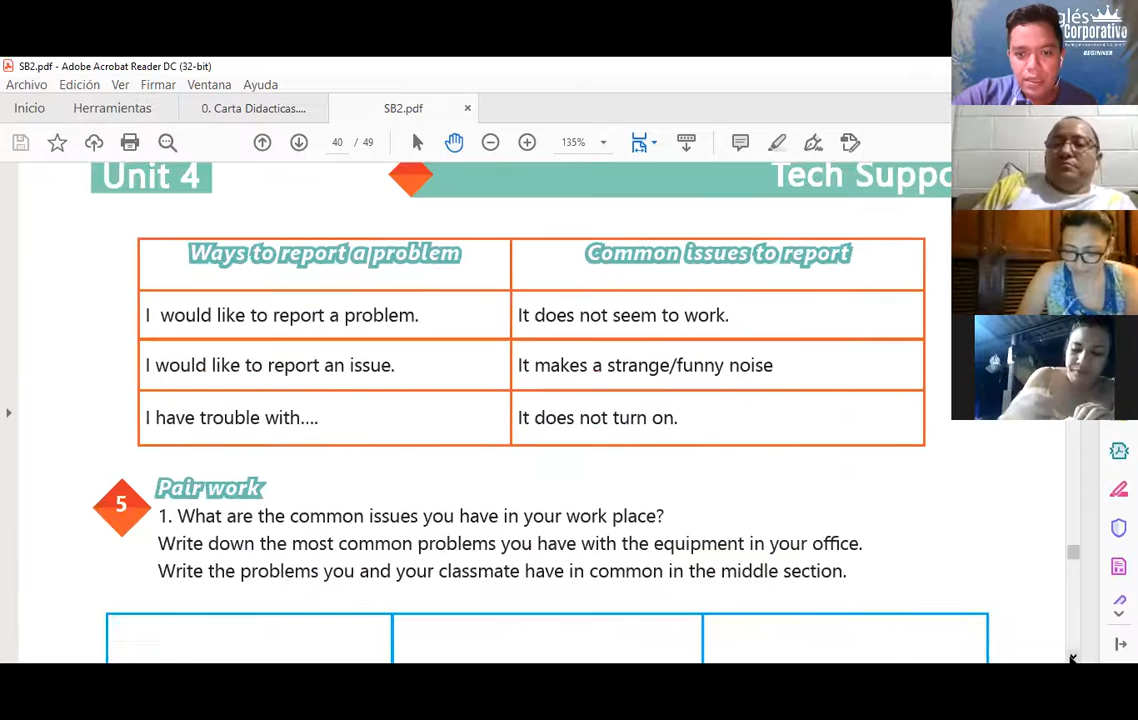 SB2.pdf - Adobe Acrobat Reader DC (32-bit)
Archivo Edición Ver Firmar Ventana Ayuda
Inicio Herramientas 0. Carta Didacticas.... SB2.pdf ×
40 / 49 135%
Unit 4 Tech Suppo
Ways to report a problem Common issues to report
I would like to report a problem. It does not seem to work.
I would like to report an issue. It makes a strange/funny noise
I have trouble with.... It does not turn on.
5 Pair work
1. What are the common issues you have in your work place?
Write down the most common problems you have with the equipment in your office.
Write the problems you and your classmate have in common in the middle section.
glés
Corporativo
BEGINNER